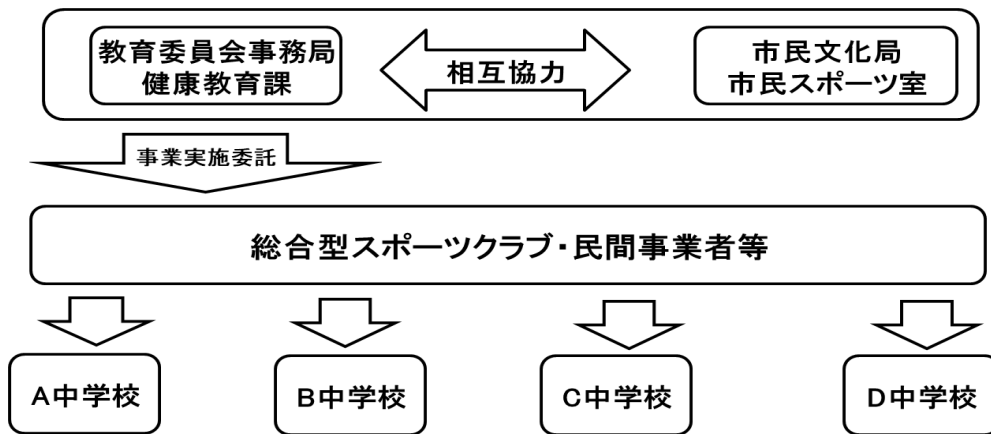 教育委員会事務局
健康教育課
相互協力
市民文化局
市民スポーツ室
事業実施委託
総合型スポーツクラブ・民間事業者等
A中学校
B中学校
C中学校
D中学校